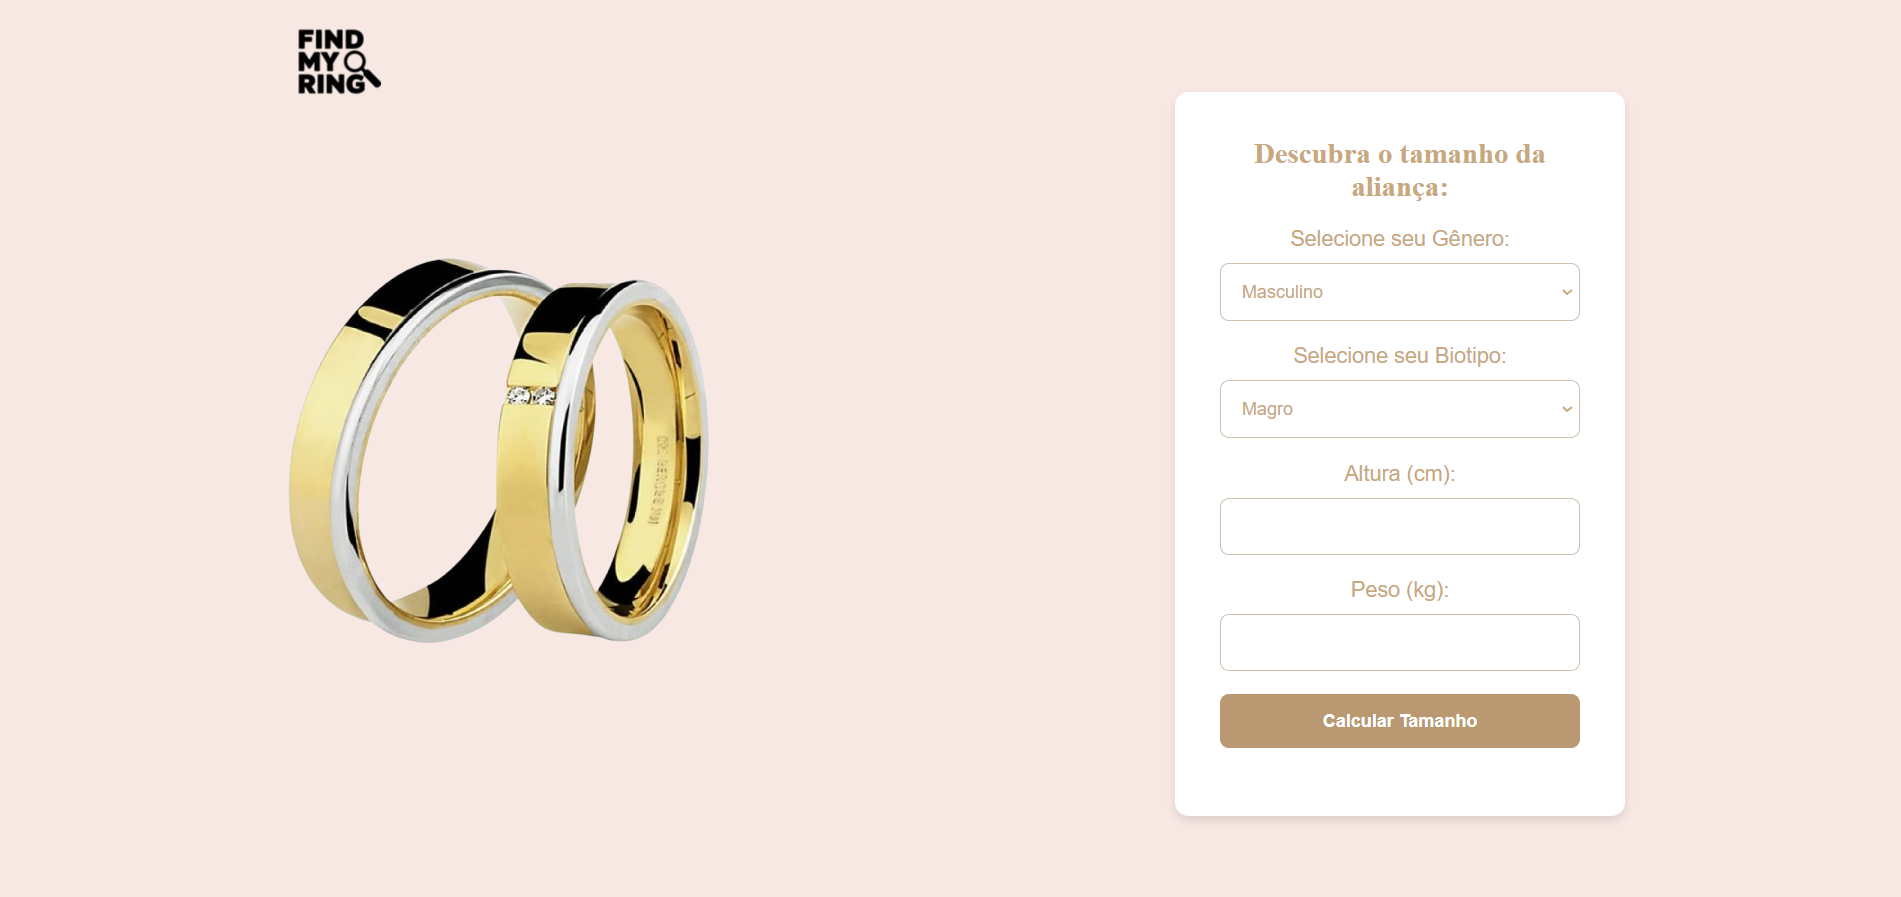 FIND
MY
RING
Descubra o tamanho da
aliança:
Selecione seu Gênero:
Masculino
Selecione seu Biotipo:
Magro
Altura (cm):
Peso (kg):
Calcular Tamanho